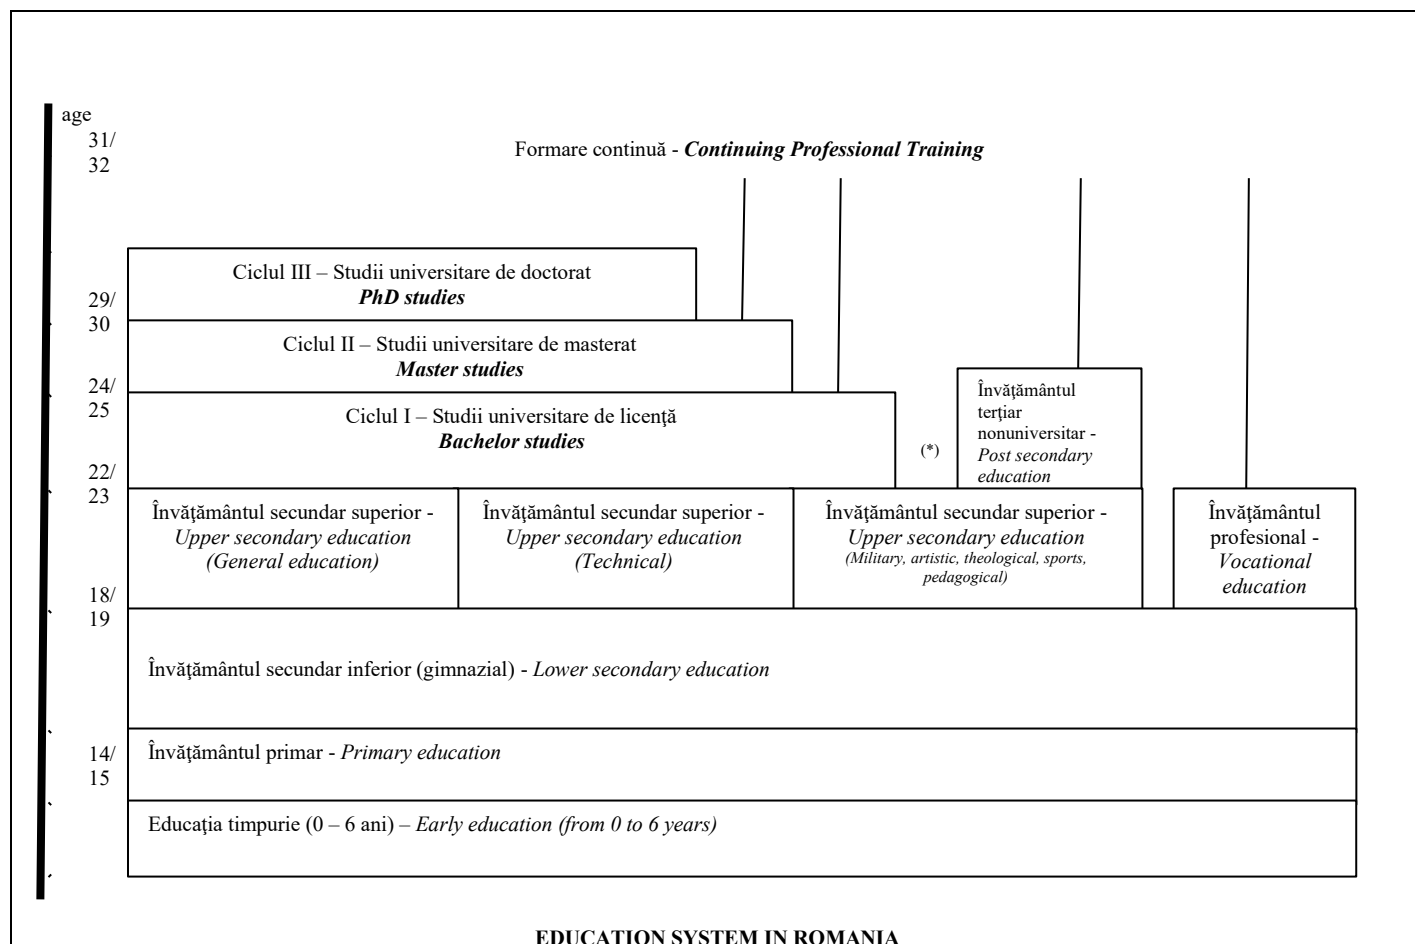 age
31/
32
Formare continuă - Continuing Professional Training
Ciclul III – Studii universitare de doctorat
PhD studies
29/
30
Ciclul II – Studii universitare de masterat
Master studies
24/
25
Ciclul I – Studii universitare de licenţă
Bachelor studies
(*)
Învăţământul
terţiar
nonuniversitar -
Post secondary
education
22/
23
Învăţământul secundar superior -
Upper secondary education
(General education)
Învăţământul secundar superior -
Upper secondary education
(Technical)
Învăţământul secundar superior -
Upper secondary education
(Military, artistic, theological, sports,
pedagogical)
Învăţământul
profesional -
Vocational
education
18/
19
Învăţământul secundar inferior (gimnazial) - Lower secondary education
14/
15
Învăţământul primar - Primary education
Educaţia timpurie (0 – 6 ani) – Early education (from 0 to 6 years)
EDUCATION SYSTEM IN ROMANIA